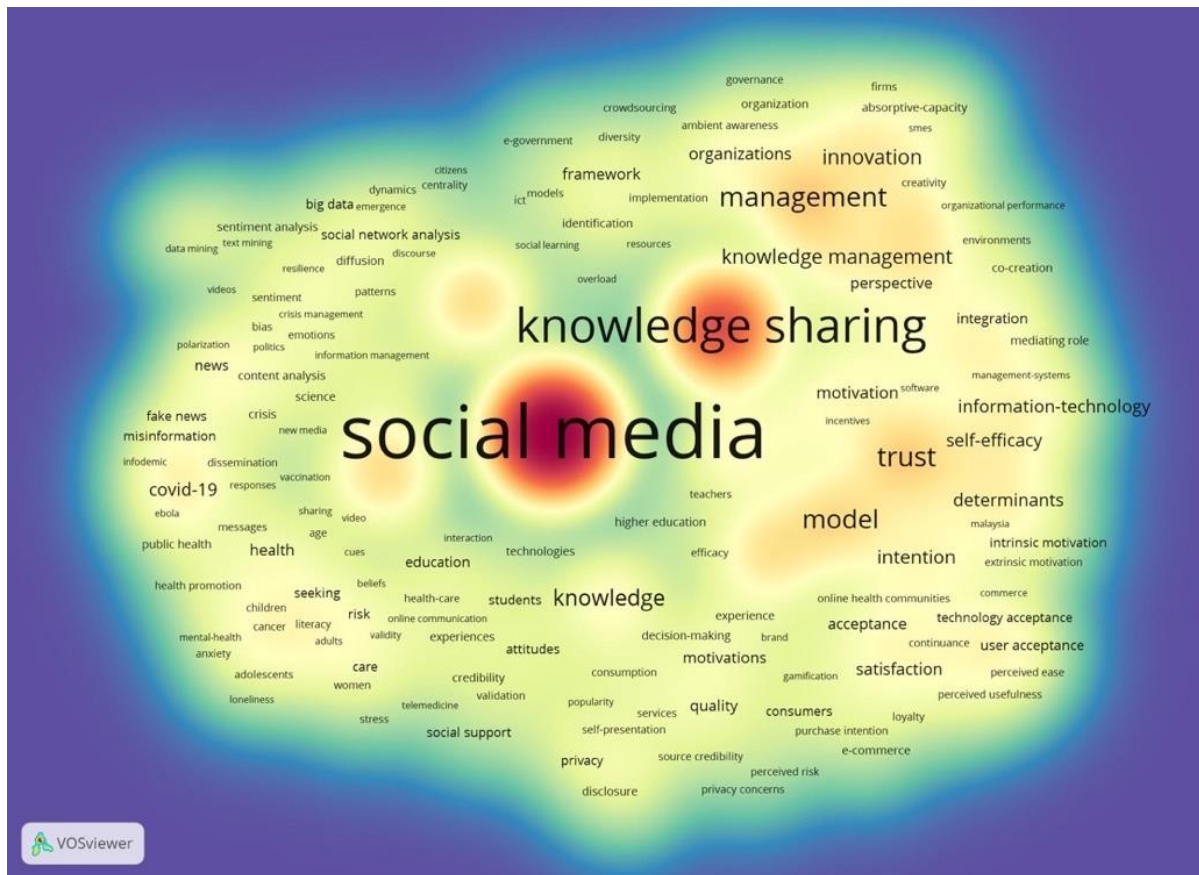 governance
firms
crowdsourcing
organization
absorptive-capacity
ambient awareness
smes
e-government
diversity
organizations
innovation
citizens
framework
dynamics
centrality
creativity
ict
models
implementation
management
big data
emergence
organizational performance
identification
sentiment analysis
social network analysis
data mining
text mining
social learning
resources
environments
discourse
diffusion
knowledge management
resilience
co-creation
overload
perspective
videos
sentiment
patterns
crisis management
integration
bias
emotions
knowledge sharing
polarization
politics
mediating role
information management
news
content analysis
management-systems
science
motivation
software
fake news
crisis
information-technology
incentives
misinformation
new media
social media
self-efficacy
infodemic
dissemination
trust
vaccination
covid-19
responses
teachers
determinants
ebola
sharing
video
higher education
model
malaysia
messages
age
interaction
public health
health
cues
technologies
efficacy
intention
intrinsic motivation
education
extrinsic motivation
health promotion
beliefs
seeking
health-care
students
knowledge
online health communities
commerce
children
risk
online communication
experience
acceptance
technology acceptance
cancer
literacy
mental-health
adults
validity
experiences
decision-making
brand
continuance
user acceptance
anxiety
attitudes
motivations
care
satisfaction
adolescents
women
credibility
consumption
gamification
perceived ease
loneliness
telemedicine
validation
popularity
services
quality
consumers
loyalty
perceived usefulness
stress
social support
self-presentation
purchase intention
privacy
source credibility
e-commerce
perceived risk
disclosure
privacy concerns
VOSviewer